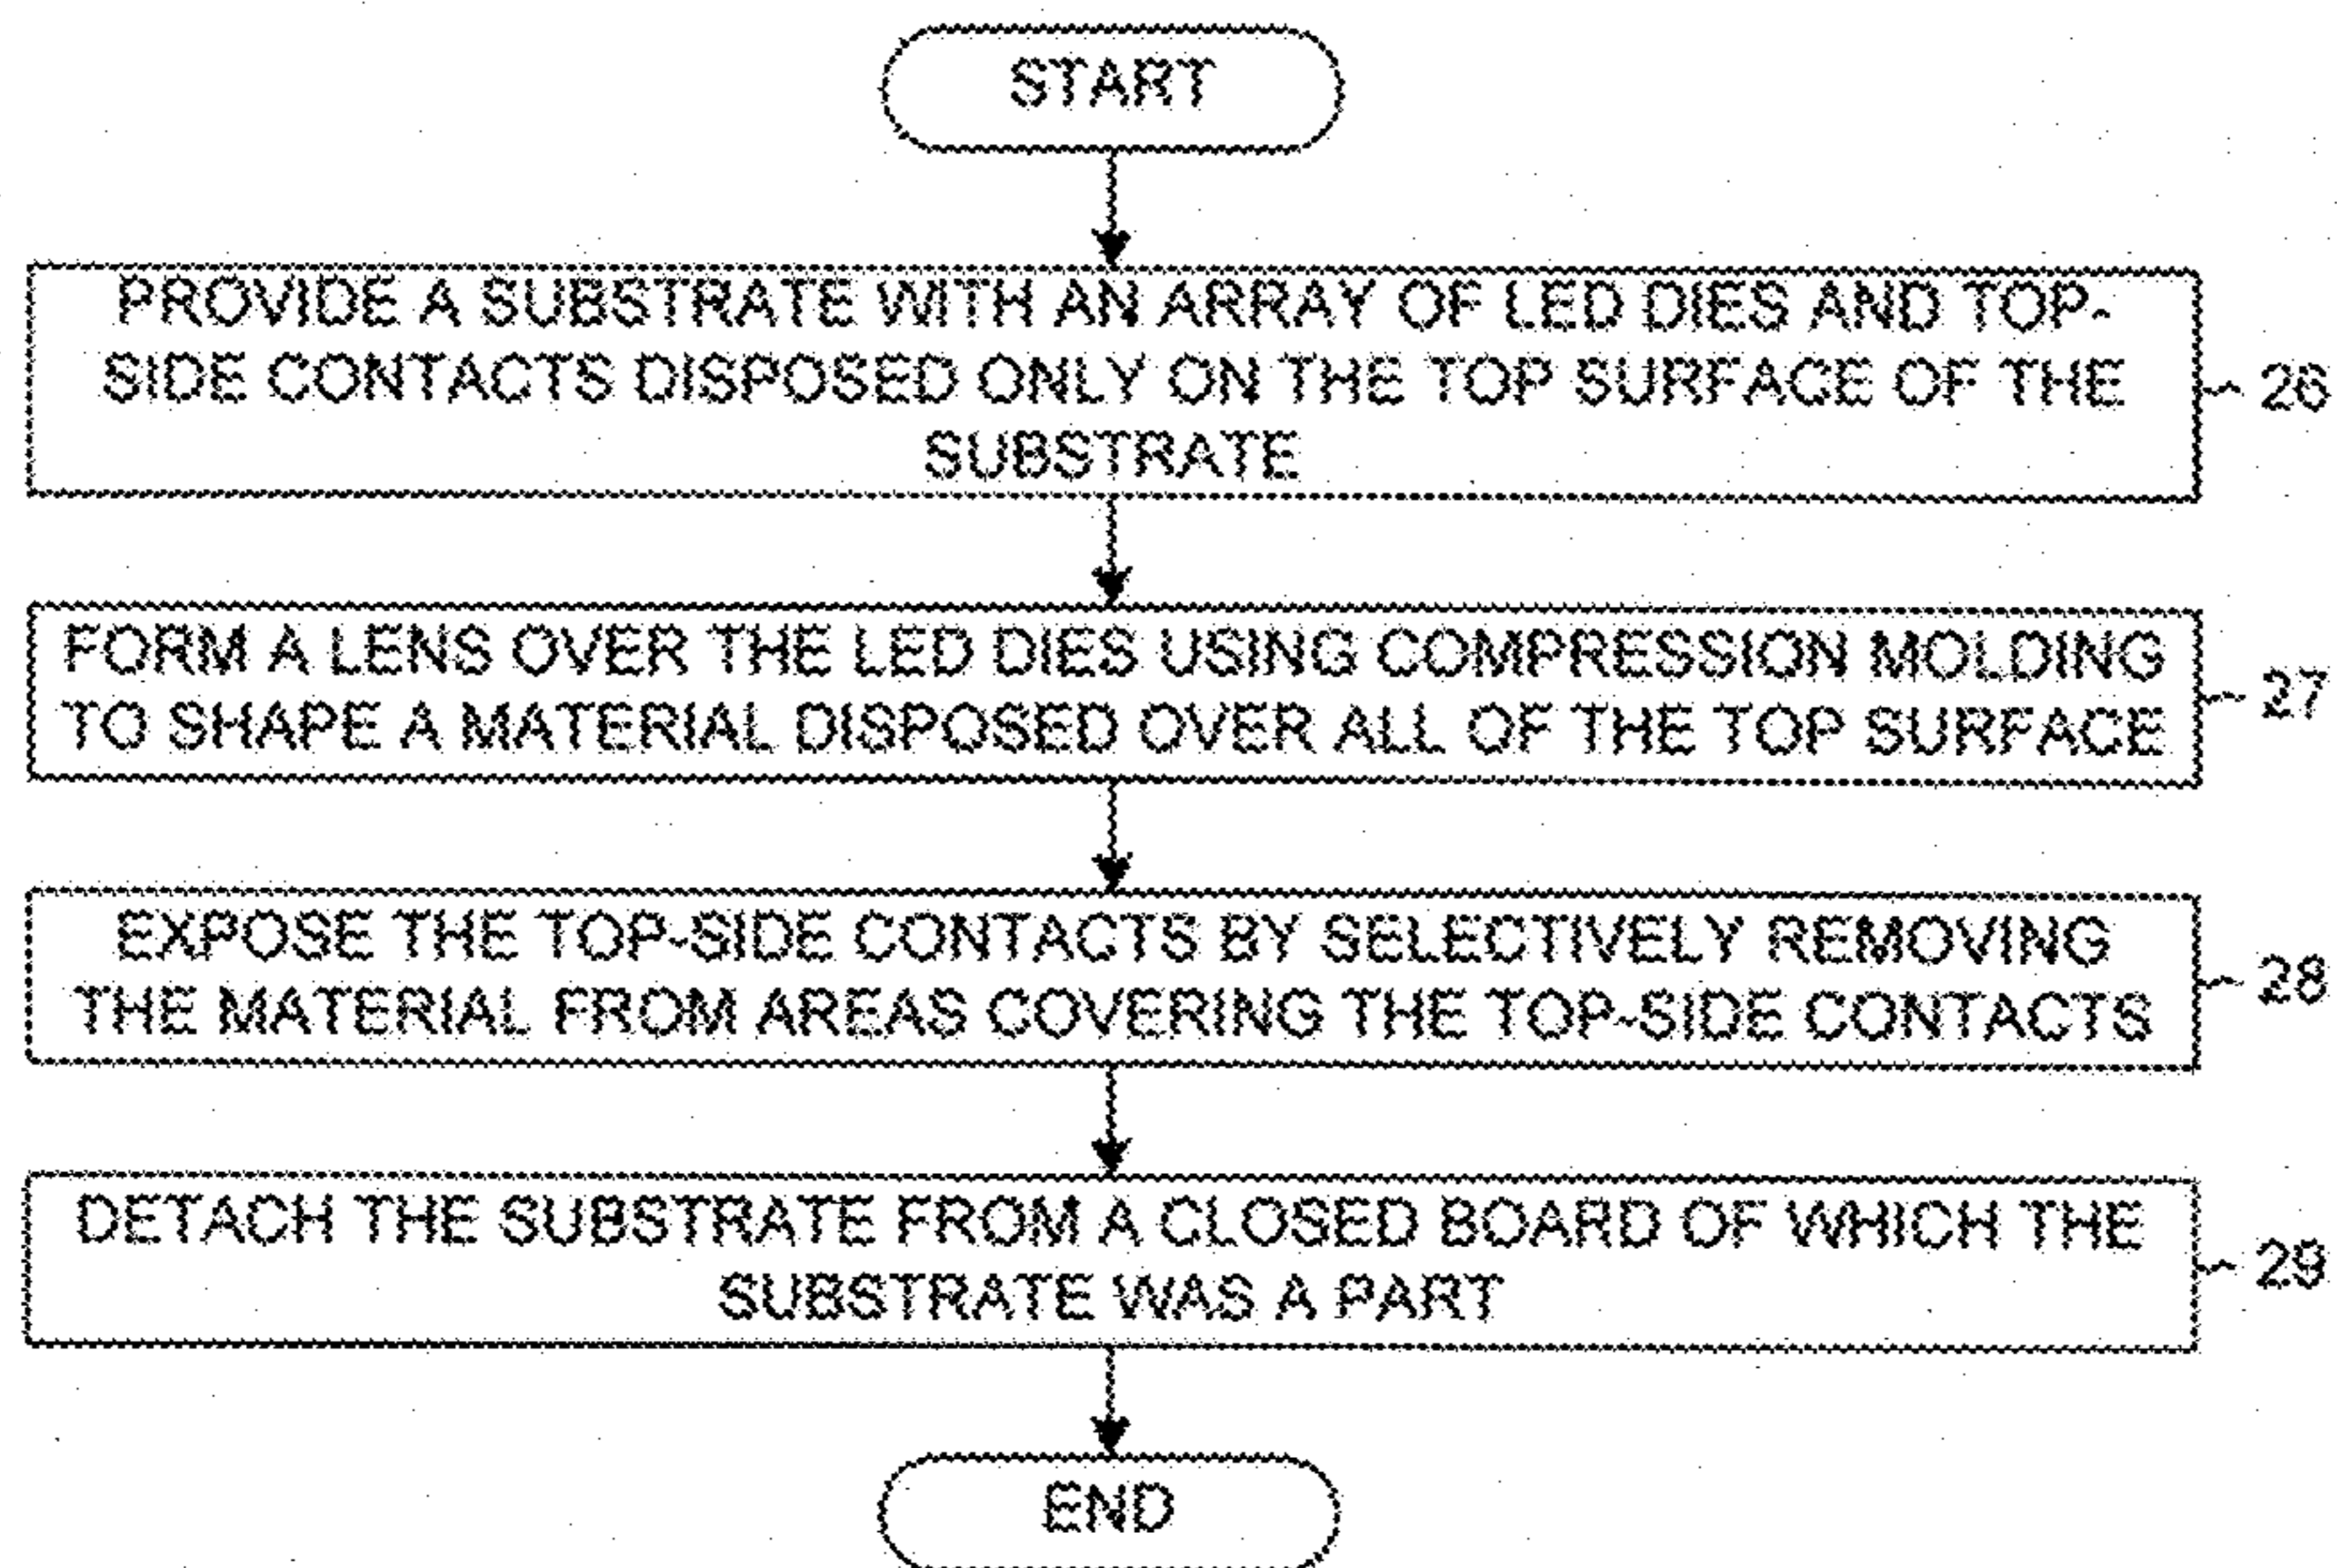 START
PROVIDE A SUBSTRATE WITH AN ARRAY OF LED DIES AND TOP-
SIDE CONTACTS DISPOSED ONLY ON THE TOP SURFACE OF THE
SUBSTRATE
26
FORM A LENS OVER THE LED DIES USING COMPRESSION MOLDING
TO SHAPE A MATERIAL DISPOSED OVER ALL OF THE TOP SURFACE
27
EXPOSE THE TOP-SIDE CONTACTS BY SELECTIVELY REMOVING
THE MATERIAL FROM AREAS COVERING THE TOP-SIDE CONTACTS
28
DETACH THE SUBSTRATE FROM A CLOSED BOARD OF WHICH THE
SUBSTRATE WAS A PART
29
END